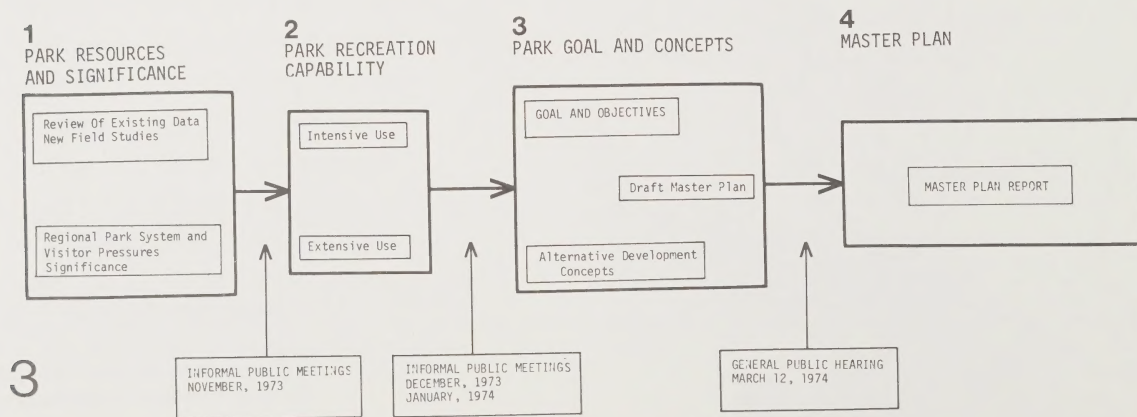 1
PARK RESOURCES
AND SIGNIFICANCE
Review Of Existing Data
New Field Studies
Regional Park System and
Visitor Pressures
Significance
2
PARK RECREATION
CAPABILITY
Intensive Use
Extensive Use
3
PARK GOAL AND CONCEPTS
GOAL AND OBJECTIVES
Draft Master Plan
Alternative Development
Concepts
4
MASTER PLAN
MASTER PLAN REPORT
INFORMAL PUBLIC MEETINGS
NOVEMBER, 1973
INFORMAL PUBLIC MEETINGS
DECEMBER, 1973
JANUARY, 1974
GENERAL PUBLIC HEARING
MARCH 12, 1974
3